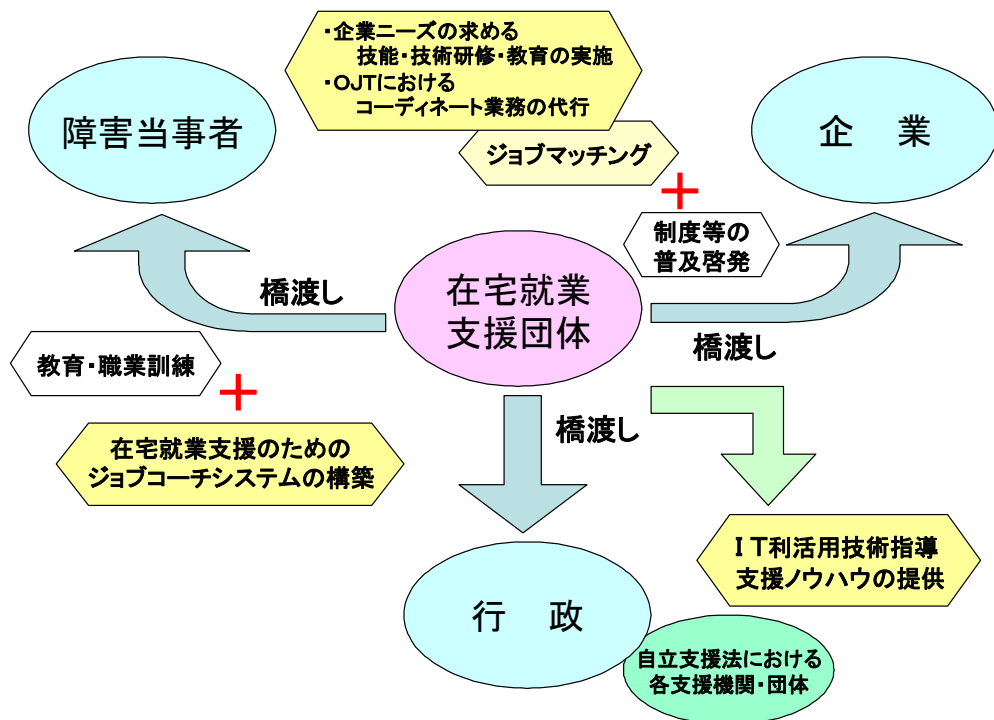 ・企業ニーズの求める
技能・技術研修・教育の実施
・OJTにおける
コーディネート業務の代行
障害当事者
企　業
ジョブマッチング
制度等の
普及啓発
在宅就業
支援団体
橋渡し
橋渡し
教育・職業訓練
橋渡し
在宅就業支援のための
ジョブコーチシステムの構築
ＩＴ利活用技術指導
支援ノウハウの提供
行　政
自立支援法における
各支援機関・団体